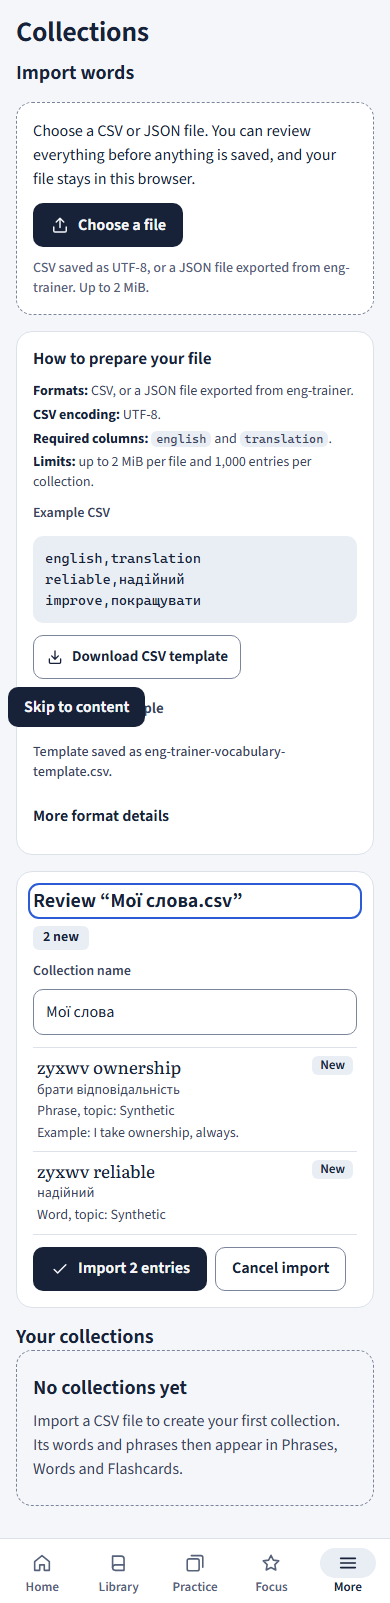 Collections
Import words
Choose a CSV or JSON file. You can review
everything before anything is saved, and your
file stays in this browser.
Choose a file
CSV saved as UTF-8, or a JSON file exported from eng-
trainer. Up to 2 MiB.
How to prepare your file
Formats: CSV, or a JSON file exported from eng-trainer.
CSV encoding: UTF-8.
Required columns: english and translation.
Limits: up to 2 MiB per file and 1,000 entries per
collection.
Example CSV
english,translation
reliable,надійний
improve,покращувати
Download CSV template
Skip to content
Template saved as eng-trainer-vocabulary-
template.csv.
More format details
Review “Мої слова.csv”
2 new
Collection name
Мої слова
zyxwv ownership New
брати відповідальність
Phrase, topic: Synthetic
Example: I take ownership, always.
zyxwv reliable New
надійний
Word, topic: Synthetic
Import 2 entries Cancel import
Your collections
No collections yet
Import a CSV file to create your first collection.
Its words and phrases then appear in Phrases,
Words and Flashcards.
Home Library Practice Focus More